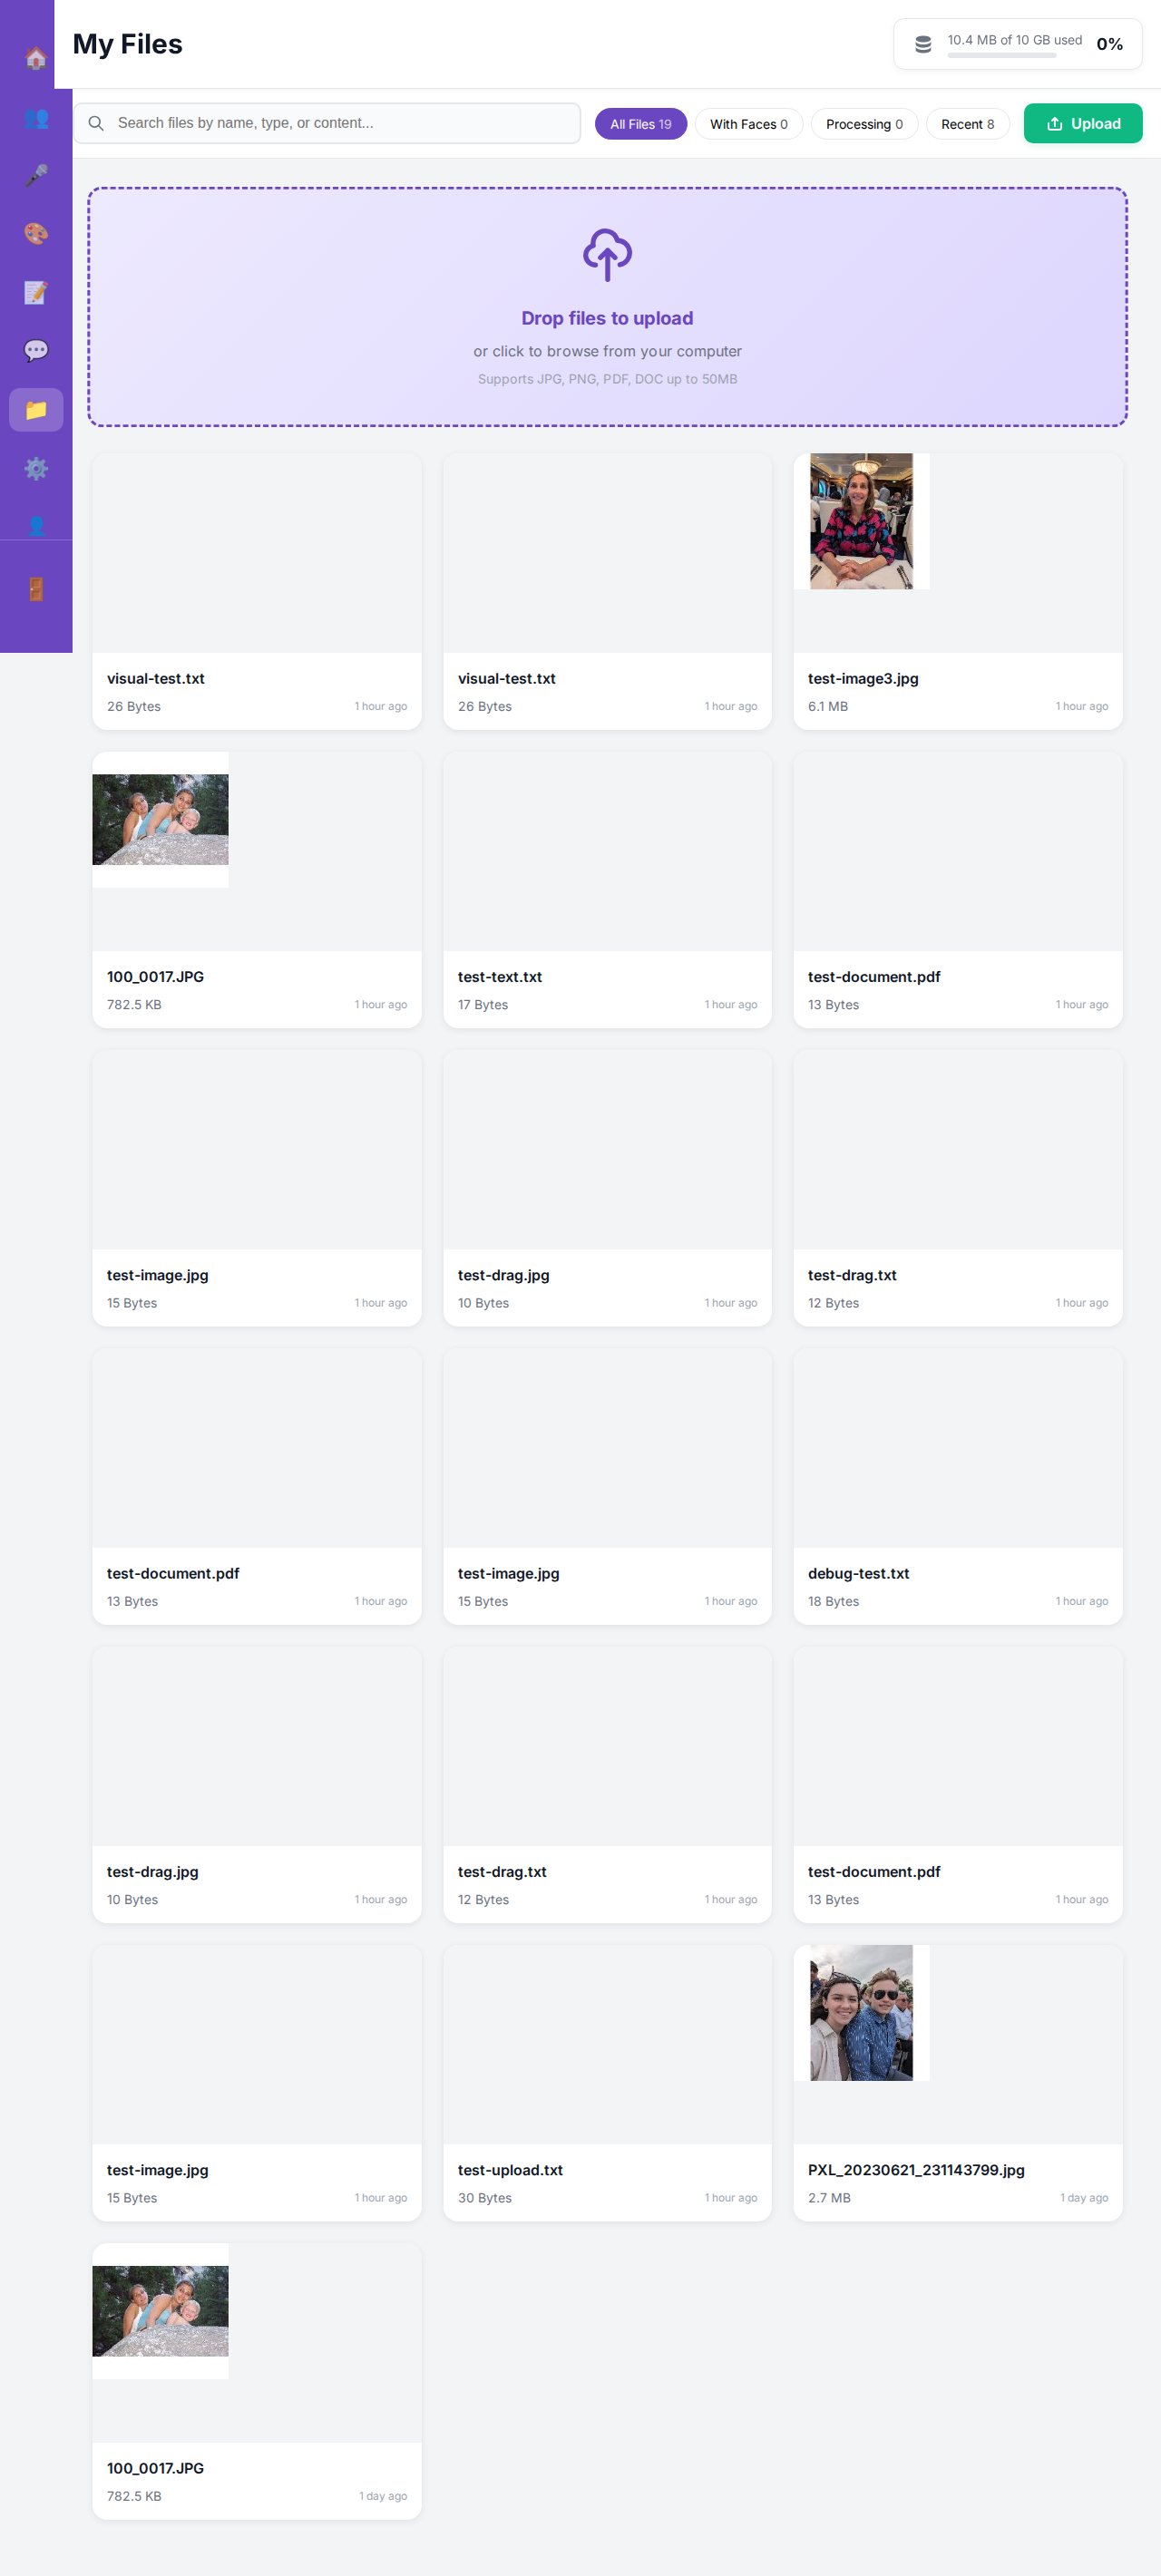 My Files
10.4 MB of 10 GB used 0%
Search files by name, type, or content...
All Files 19
With Faces 0
Processing 0
Recent 8
Upload
Drop files to upload
or click to browse from your computer
Supports JPG, PNG, PDF, DOC up to 50MB
visual-test.txt
26 Bytes 1 hour ago
visual-test.txt
26 Bytes 1 hour ago
test-image3.jpg
6.1 MB 1 hour ago
100_0017.JPG
782.5 KB 1 hour ago
test-text.txt
17 Bytes 1 hour ago
test-document.pdf
13 Bytes 1 hour ago
test-image.jpg
15 Bytes 1 hour ago
test-drag.jpg
10 Bytes 1 hour ago
test-drag.txt
12 Bytes 1 hour ago
test-document.pdf
13 Bytes 1 hour ago
test-image.jpg
15 Bytes 1 hour ago
debug-test.txt
18 Bytes 1 hour ago
test-drag.jpg
10 Bytes 1 hour ago
test-drag.txt
12 Bytes 1 hour ago
test-document.pdf
13 Bytes 1 hour ago
test-image.jpg
15 Bytes 1 hour ago
test-upload.txt
30 Bytes 1 hour ago
PXL_20230621_231143799.jpg
2.7 MB 1 day ago
100_0017.JPG
782.5 KB 1 day ago